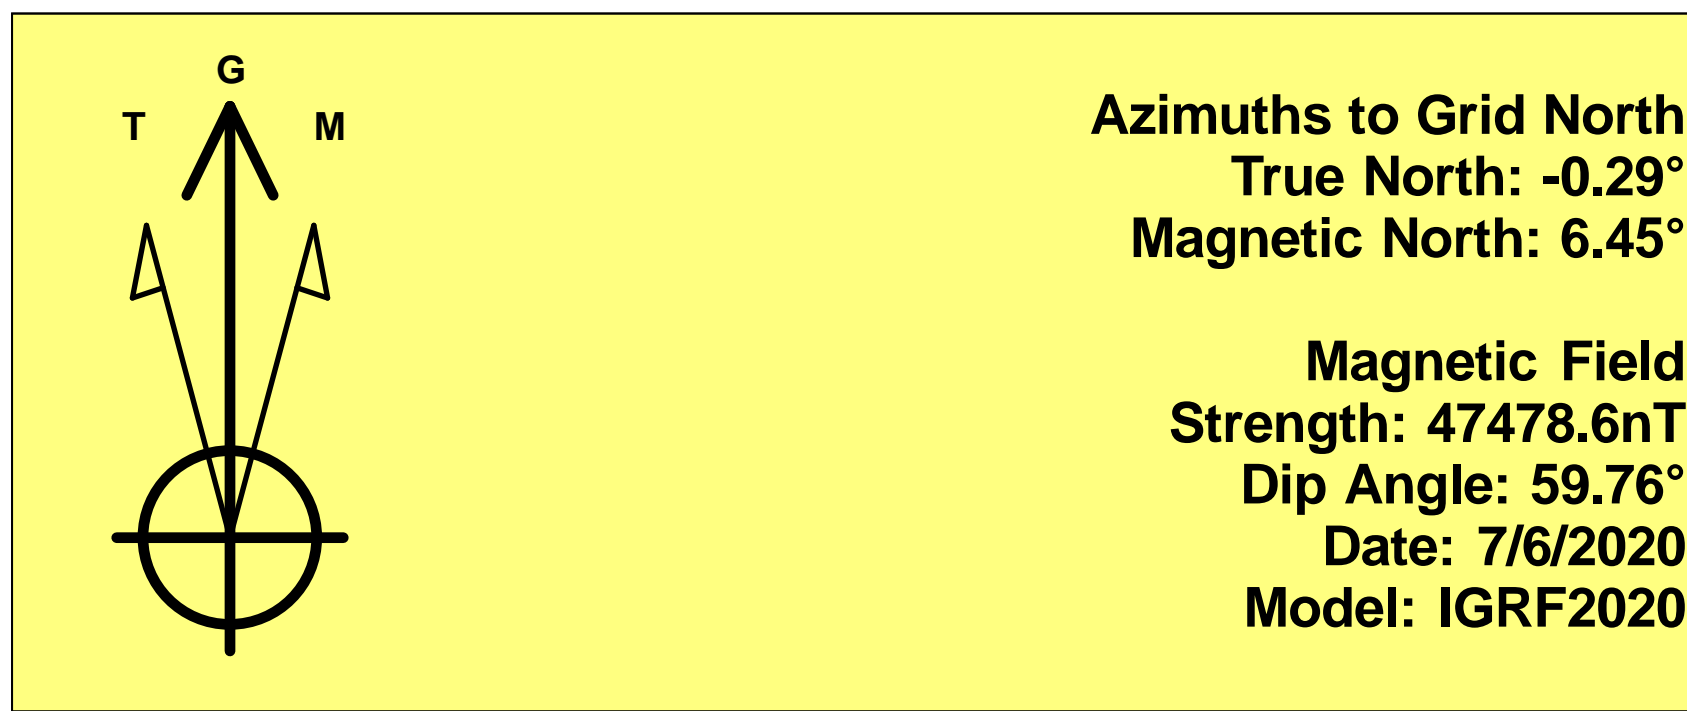 G
T M
Azimuths to Grid North
True North: -0.29°
Magnetic North: 6.45°
Magnetic Field
Strength: 47478.6nT
Dip Angle: 59.76°
Date: 7/6/2020
Model: IGRF2020